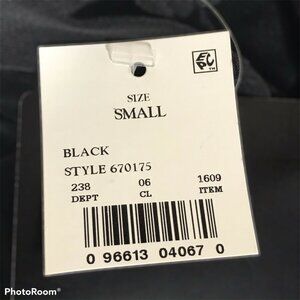 SIZE
SMALL
BLACK
STYLE 670175
238 06 1609
DEPT CL ITEM
0 96613 04067 0
PhotoRoom®